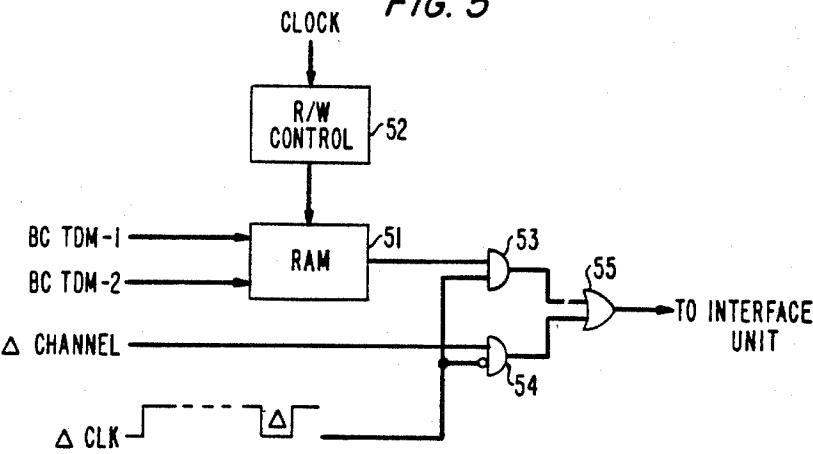 FIG. 5
CLOCK
R/W
CONTROL
52
BC TDM-1
BC TDM-2
RAM
51
53
55
TO INTERFACE
UNIT
Δ CHANNEL
54
Δ
Δ CLK